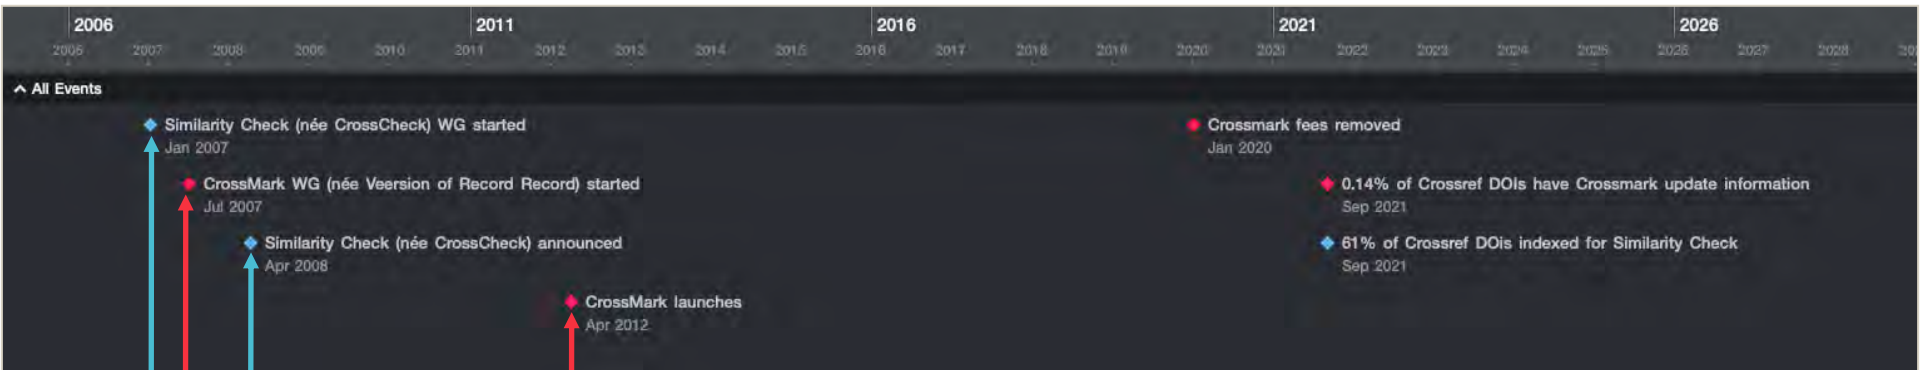 2006 2011 2016 2021 2026
2006 2007 2008 2009 2010 2011 2012 2013 2014 2015 2016 2017 2018 2019 2020 2021 2022 2023 2024 2025 2026 2027 2028
All Events
Similarity Check (née CrossCheck) WG started
Jan 2007
Crossmark fees removed
Jan 2020
CrossMark WG (née Veersion of Record Record) started
Jul 2007
0.14% of Crossref DOIs have Crossmark update information
Sep 2021
Similarity Check (née CrossCheck) announced
Apr 2008
61% of Crossref DOis indexed for Similarity Check
Sep 2021
CrossMark launches
Apr 2012